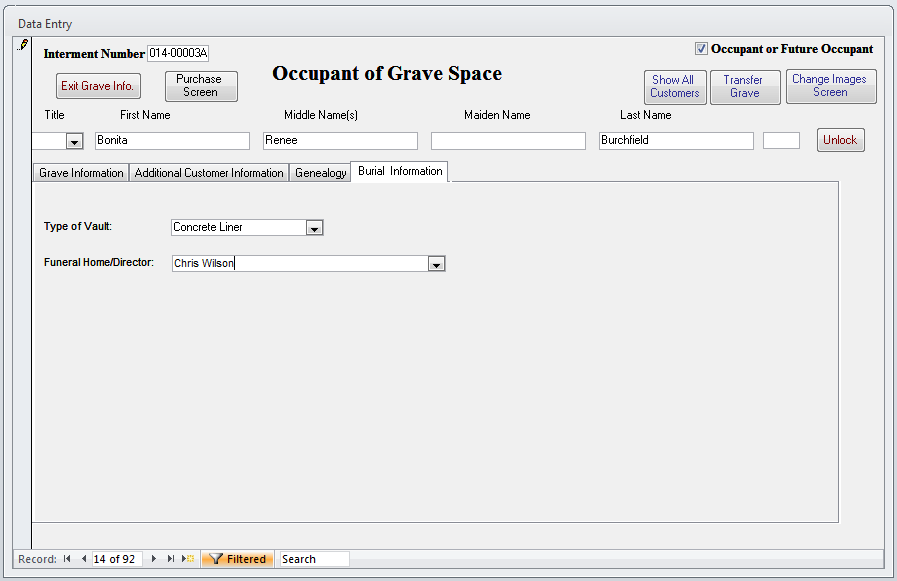 Data Entry
Interment Number 014-00003A
Occupant or Future Occupant
Exit Grave Info.
Purchase
Screen
Occupant of Grave Space
Show All
Customers
Transfer
Grave
Change Images
Screen
Title First Name Middle Name(s) Maiden Name Last Name
Bonita Renee Burchfield Unlock
Grave Information Additional Customer Information Genealogy Burial Information
Type of Vault: Concrete Liner
Funeral Home/Director: Chris Wilson
Record: 14 of 92 Filtered Search